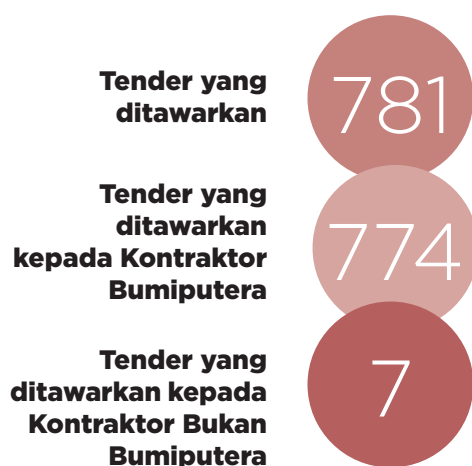 Tender yang
ditawarkan
781
Tender yang
ditawarkan
kepada Kontraktor
Bumiputera
774
Tender yang
ditawarkan kepada
Kontraktor Bukan
Bumiputera
7